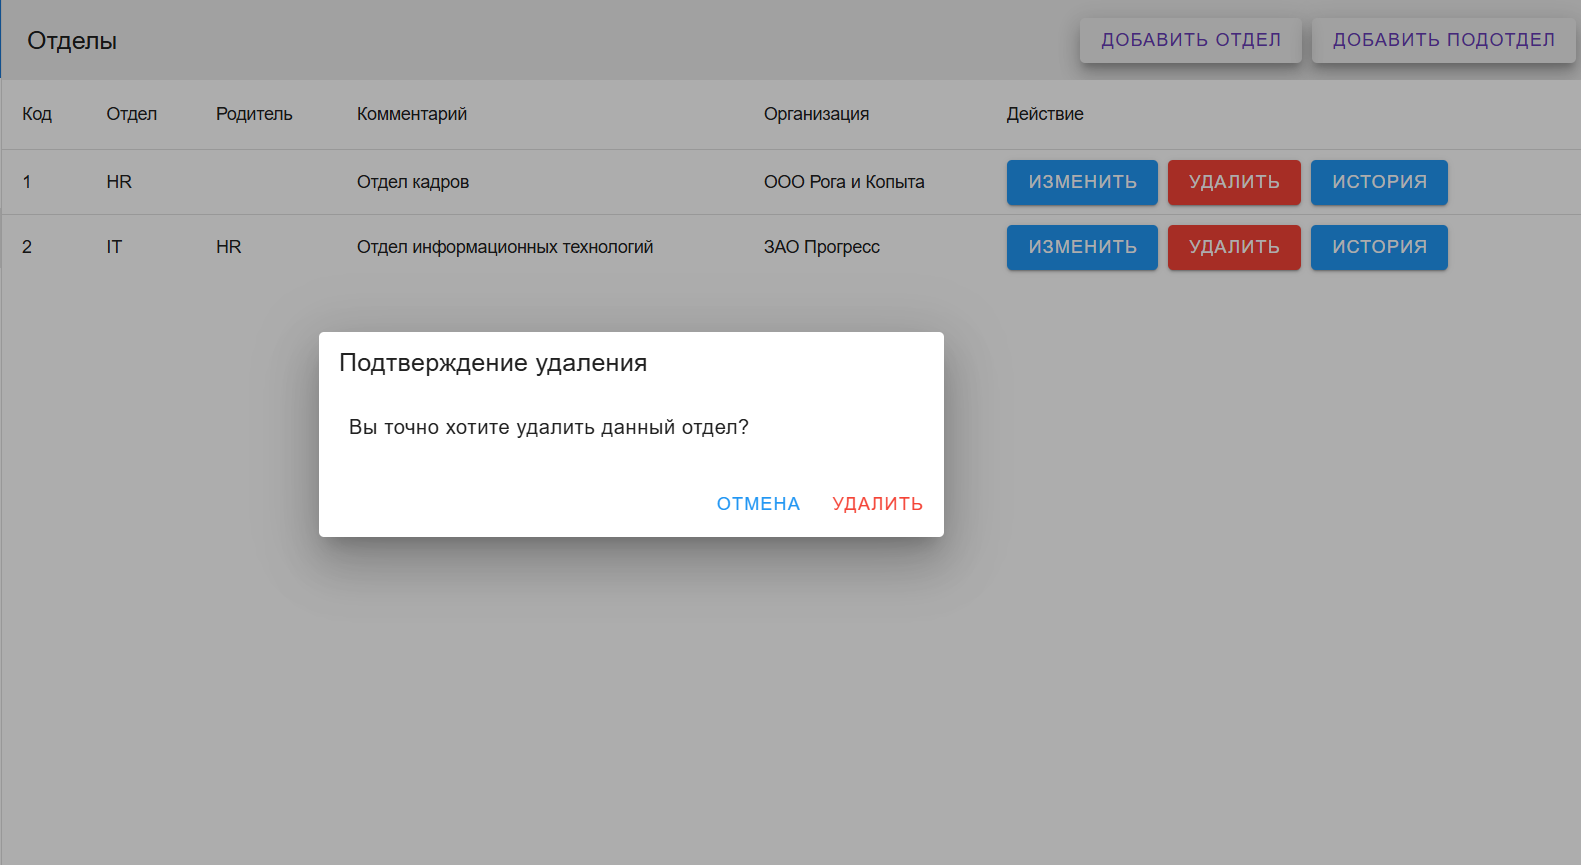 Отделы ДОБАВИТЬ ОТДЕЛ ДОБАВИТЬ ПОДОТДЕЛ
Код Отдел Родитель Комментарий Организация Действие
1 HR Отдел кадров ООО Рога и Копыта ИЗМЕНИТЬ УДАЛИТЬ ИСТОРИЯ
2 IT HR Отдел информационных технологий ЗАО Прогресс ИЗМЕНИТЬ УДАЛИТЬ ИСТОРИЯ
Подтверждение удаления
Вы точно хотите удалить данный отдел?
ОТМЕНА УДАЛИТЬ